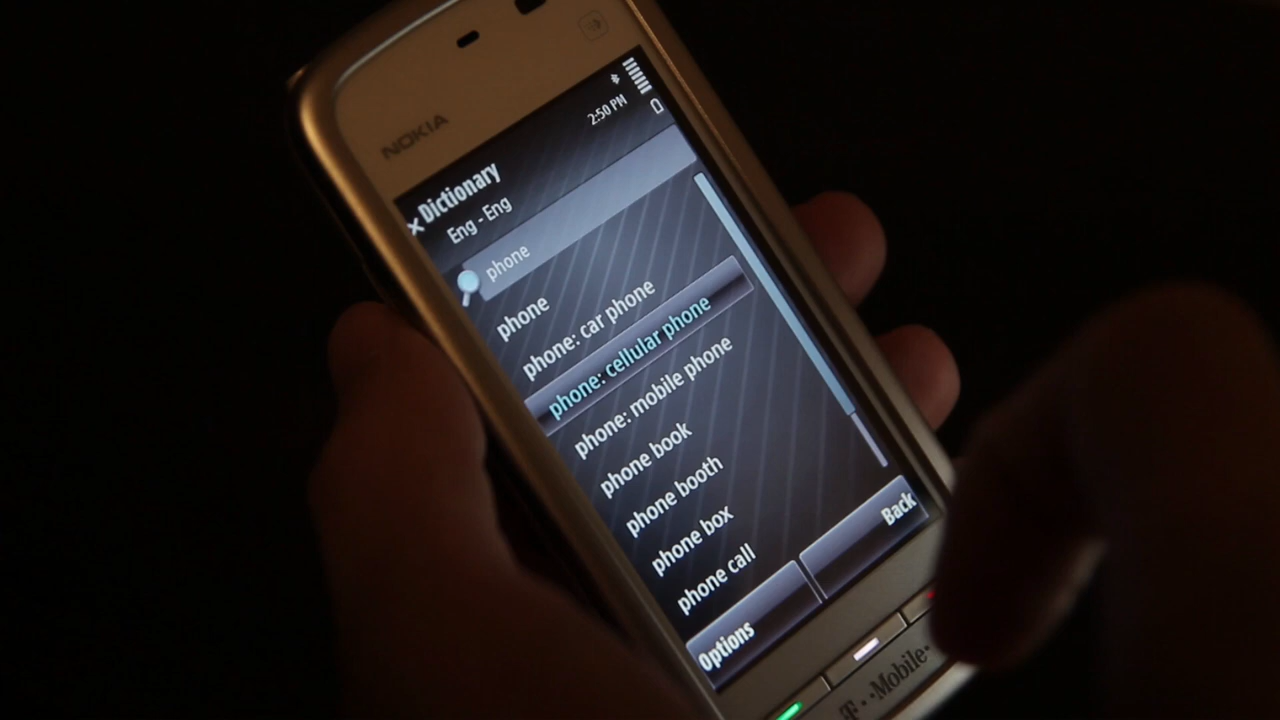 NOKIA
2:50 PM
Dictionary
Eng - Eng
phone
phone
phone: car phone
phone: cellular phone
phone: mobile phone
phone book
phone booth
phone box
phone call
Options
Back
T··Mobile·